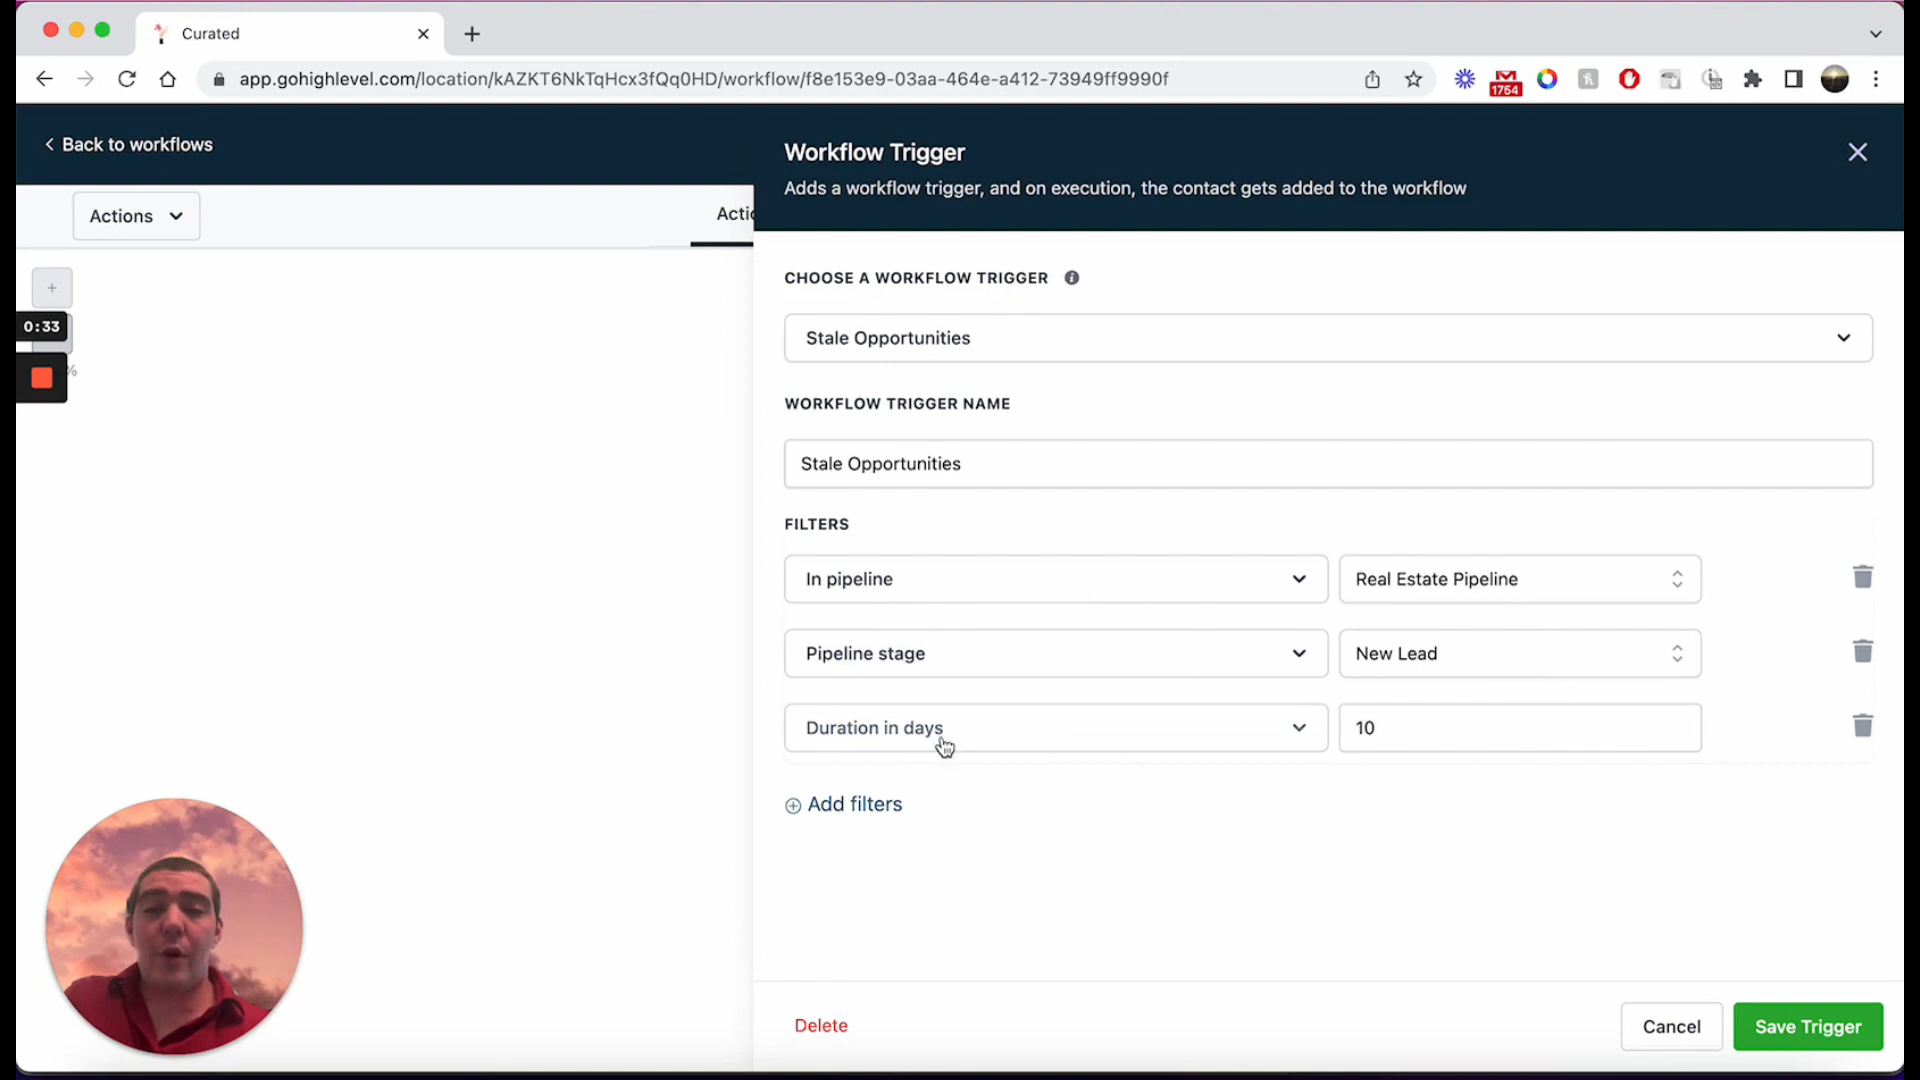 Curated
app.gohighlevel.com/location/kAZKT6NkTqHcx3fQq0HD/workflow/f8e153e9-03aa-464e-a412-73949ff9990f
1754
Back to workflows
Workflow Trigger
Adds a workflow trigger, and on execution, the contact gets added to the workflow
Actions
Actio
CHOOSE A WORKFLOW TRIGGER
0:33
Stale Opportunities
%
WORKFLOW TRIGGER NAME
Stale Opportunities
FILTERS
In pipeline
Real Estate Pipeline
Pipeline stage
New Lead
Duration in days
10
Add filters
Delete
Cancel
Save Trigger